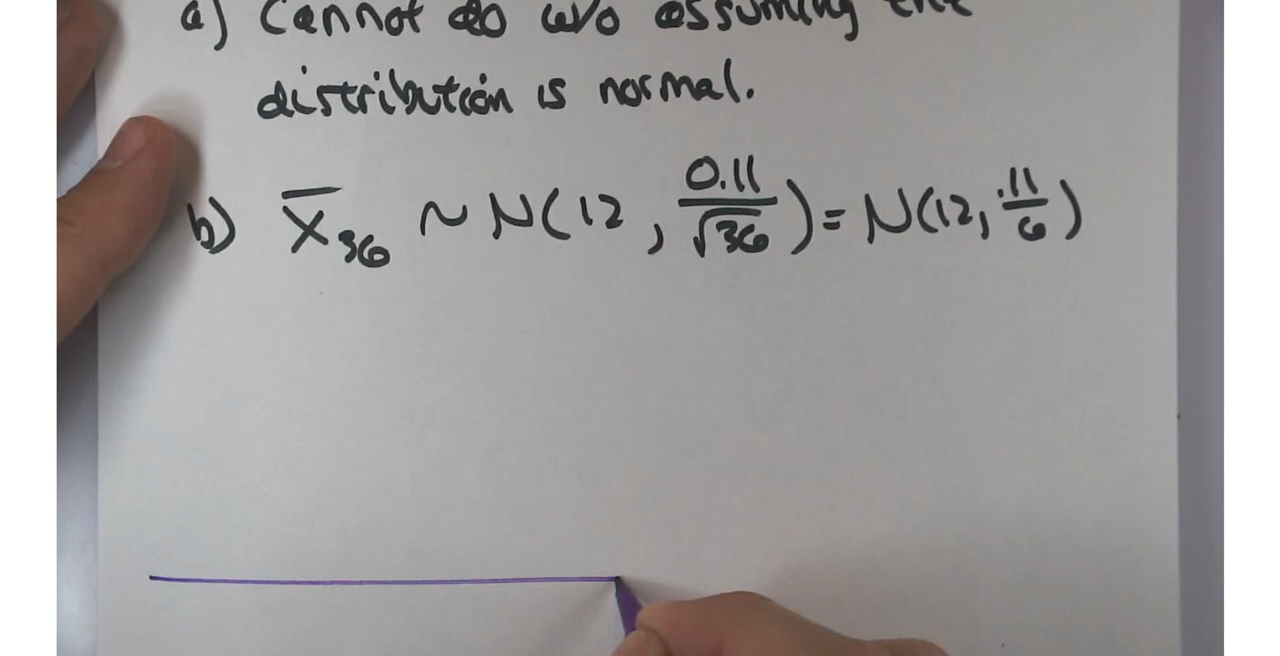 a) Cannot do w/o assuming the
distribution is normal.
b) X̄₃₆ ~ N(12, 0.11/√36) = N(12, .11/6)